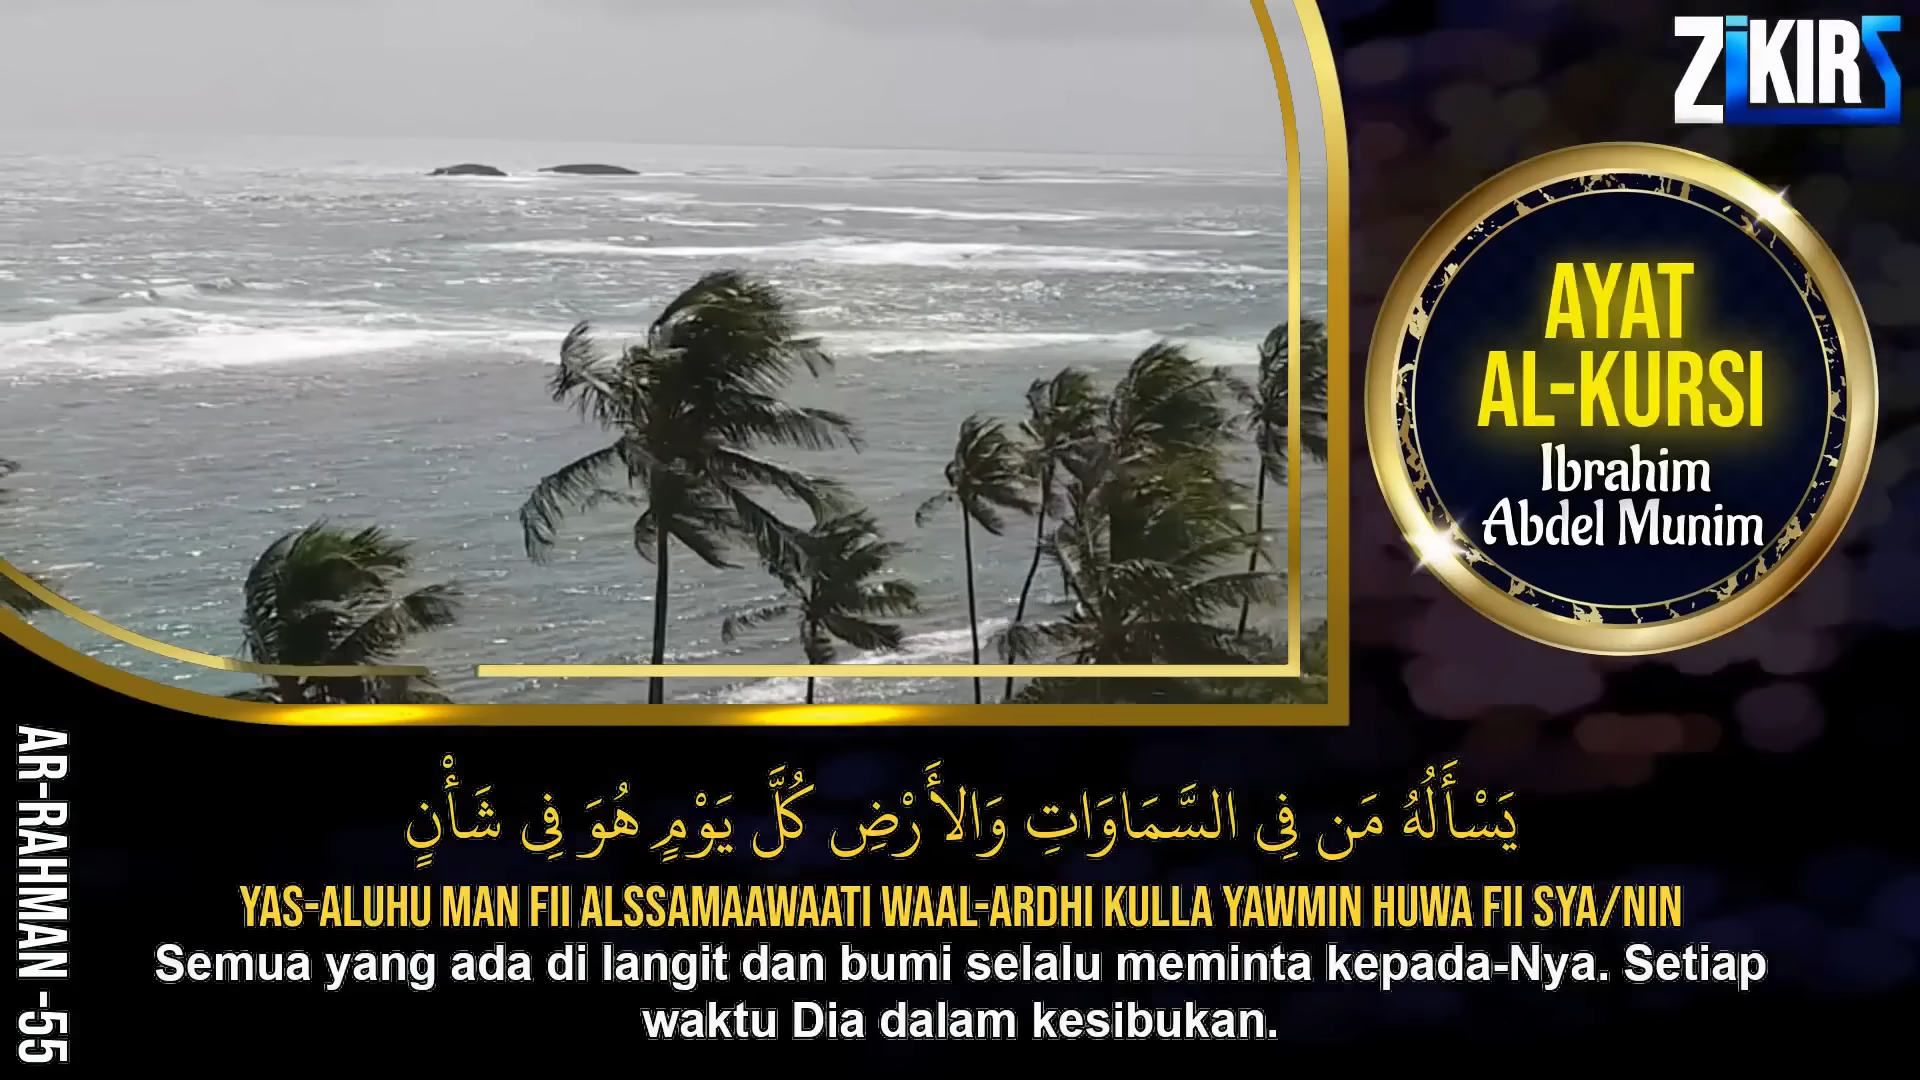 ZiKIR
AYAT
AL-KURSI
Ibrahim
Abdel Munim
يَسْأَلُهُ مَن فِي السَّمَاوَاتِ وَالأَرْضِ كُلَّ يَوْمٍ هُوَ فِي شَأْنٍ
YAS-ALUHU MAN FII ALSSAMAAWAATI WAAL-ARDHI KULLA YAWMIN HUWA FII SYA/NIN
Semua yang ada di langit dan bumi selalu meminta kepada-Nya. Setiap
waktu Dia dalam kesibukan.
AR-RAHMAN -55